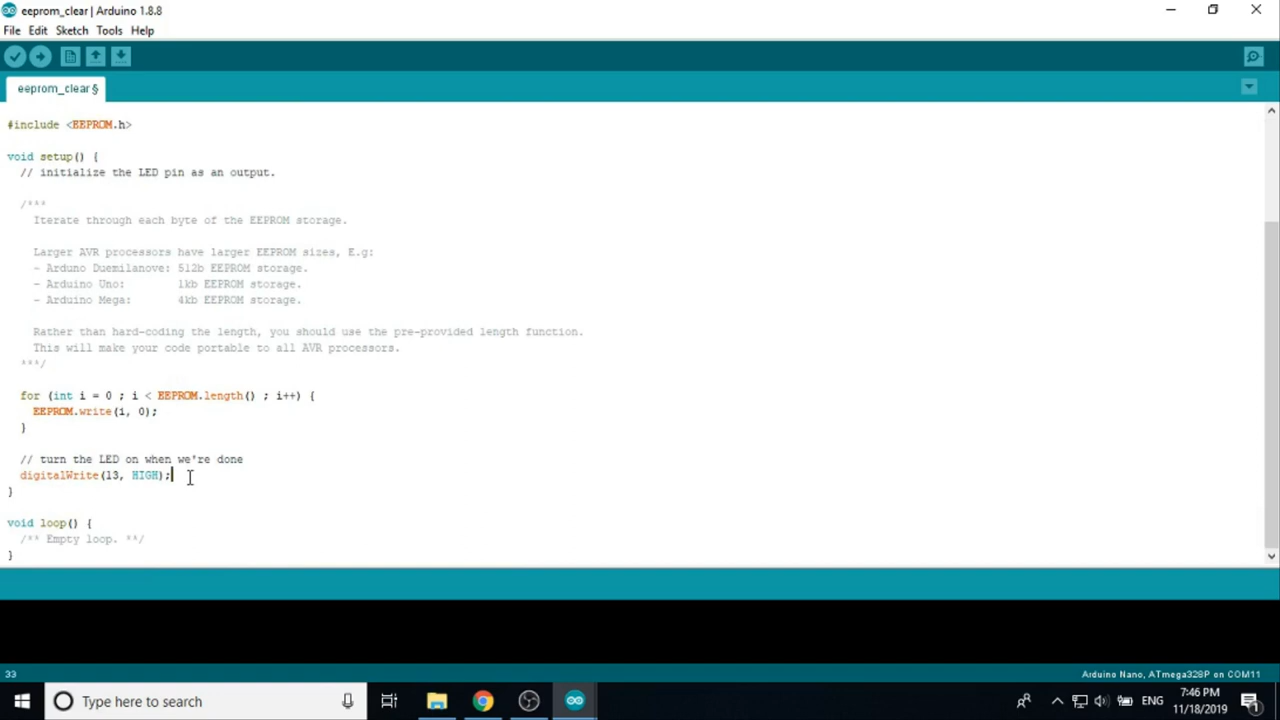 eeprom_clear | Arduino 1.8.8
File Edit Sketch Tools Help
eeprom_clear §
#include <EEPROM.h>
void setup() {
// initialize the LED pin as an output.
/***
Iterate through each byte of the EEPROM storage.
Larger AVR processors have larger EEPROM sizes, E.g:
- Arduno Duemilanove: 512b EEPROM storage.
- Arduino Uno: 1kb EEPROM storage.
- Arduino Mega: 4kb EEPROM storage.
Rather than hard-coding the length, you should use the pre-provided length function.
This will make your code portable to all AVR processors.
***/
for (int i = 0 ; i < EEPROM.length() ; i++) {
EEPROM.write(i, 0);
}
// turn the LED on when we're done
digitalWrite(13, HIGH);
}
void loop() {
/** Empty loop. **/
}
33
Arduino Nano, ATmega328P on COM11
Type here to search
ENG
7:46 PM
11/18/2019
1